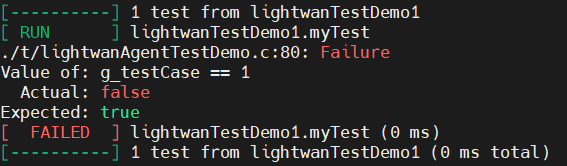 [----------] 1 test from lightwanTestDemo1
[ RUN      ] lightwanTestDemo1.myTest
./t/lightwanAgentTestDemo.c:80: Failure
Value of: g_testCase == 1
  Actual: false
Expected: true
[  FAILED  ] lightwanTestDemo1.myTest (0 ms)
[----------] 1 test from lightwanTestDemo1 (0 ms total)